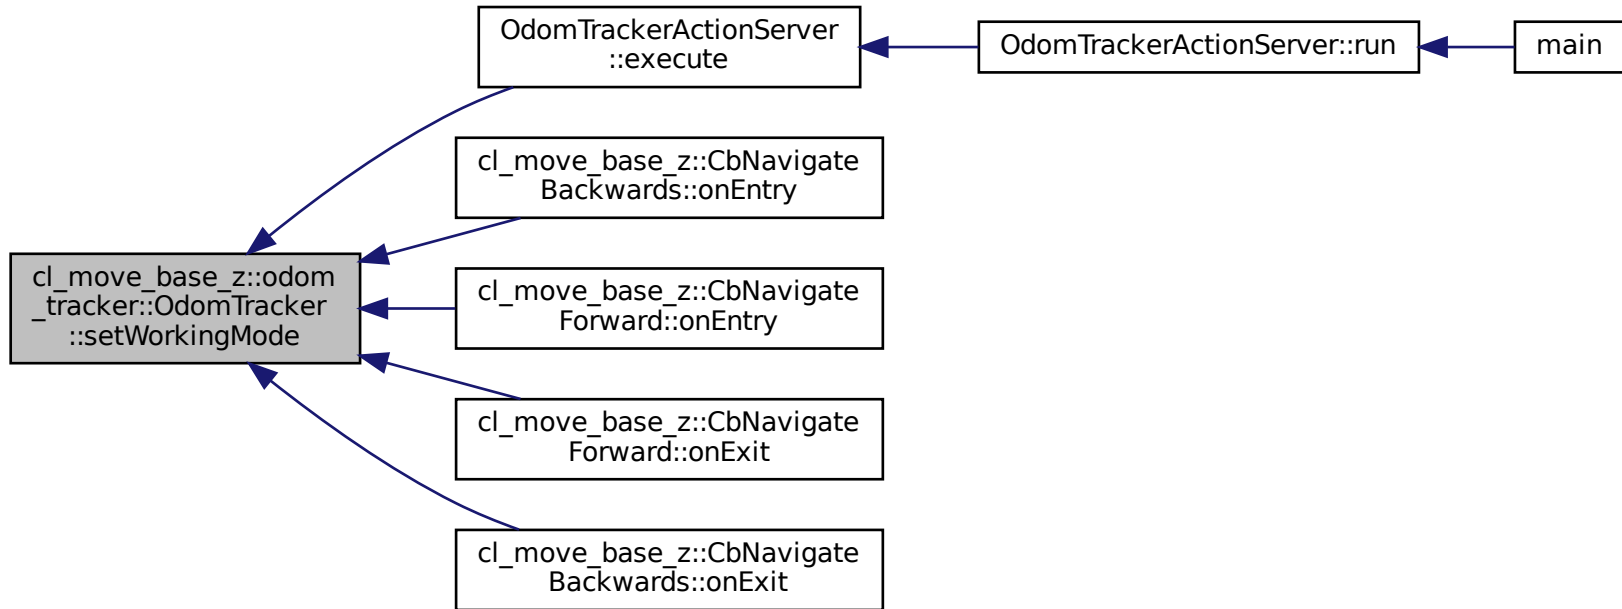 OdomTrackerActionServer
::execute
OdomTrackerActionServer::run
main
cl_move_base_z::CbNavigate
Backwards::onEntry
cl_move_base_z::odom
_tracker::OdomTracker
::setWorkingMode
cl_move_base_z::CbNavigate
Forward::onEntry
cl_move_base_z::CbNavigate
Forward::onExit
cl_move_base_z::CbNavigate
Backwards::onExit